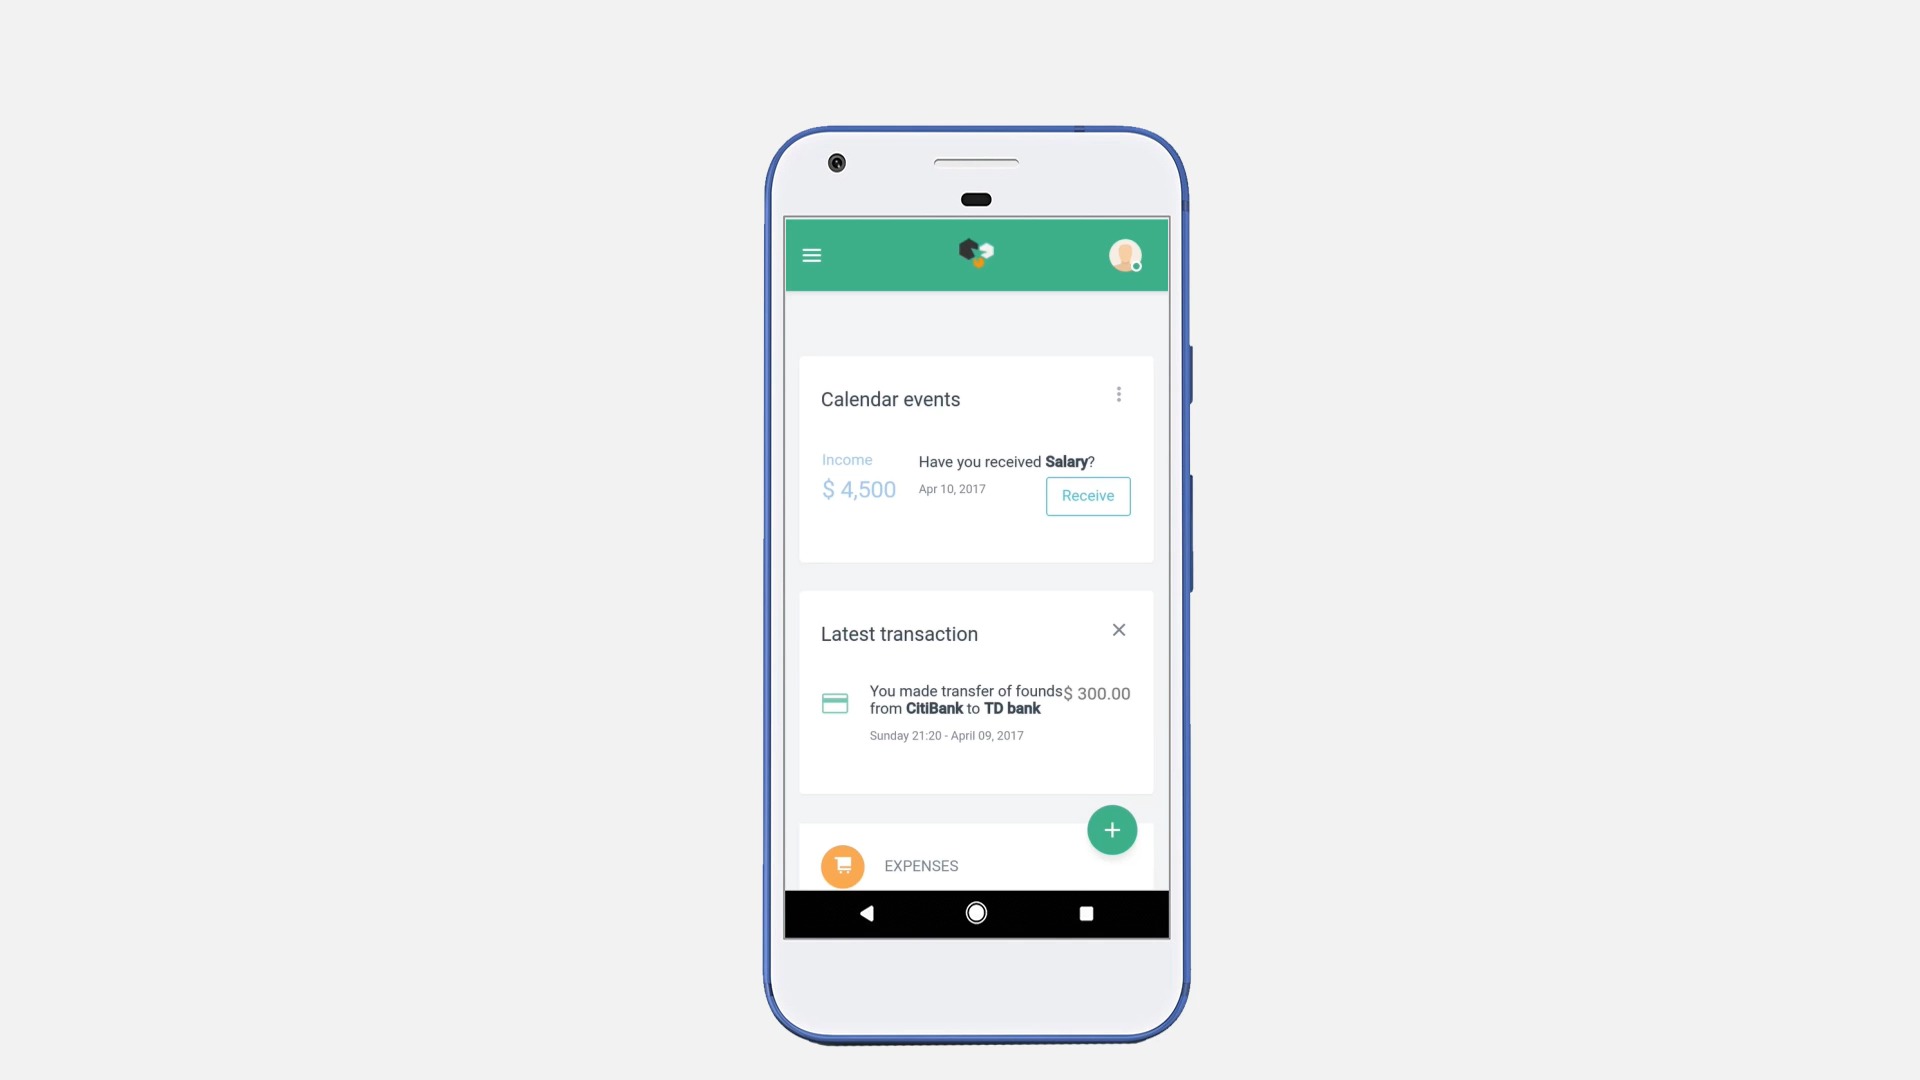 Calendar events
Income
Have you received Salary?
$ 4,500
Apr 10, 2017
Receive
Latest transaction
You made transfer of founds $ 300.00
from CitiBank to TD bank
Sunday 21:20 - April 09, 2017
EXPENSES